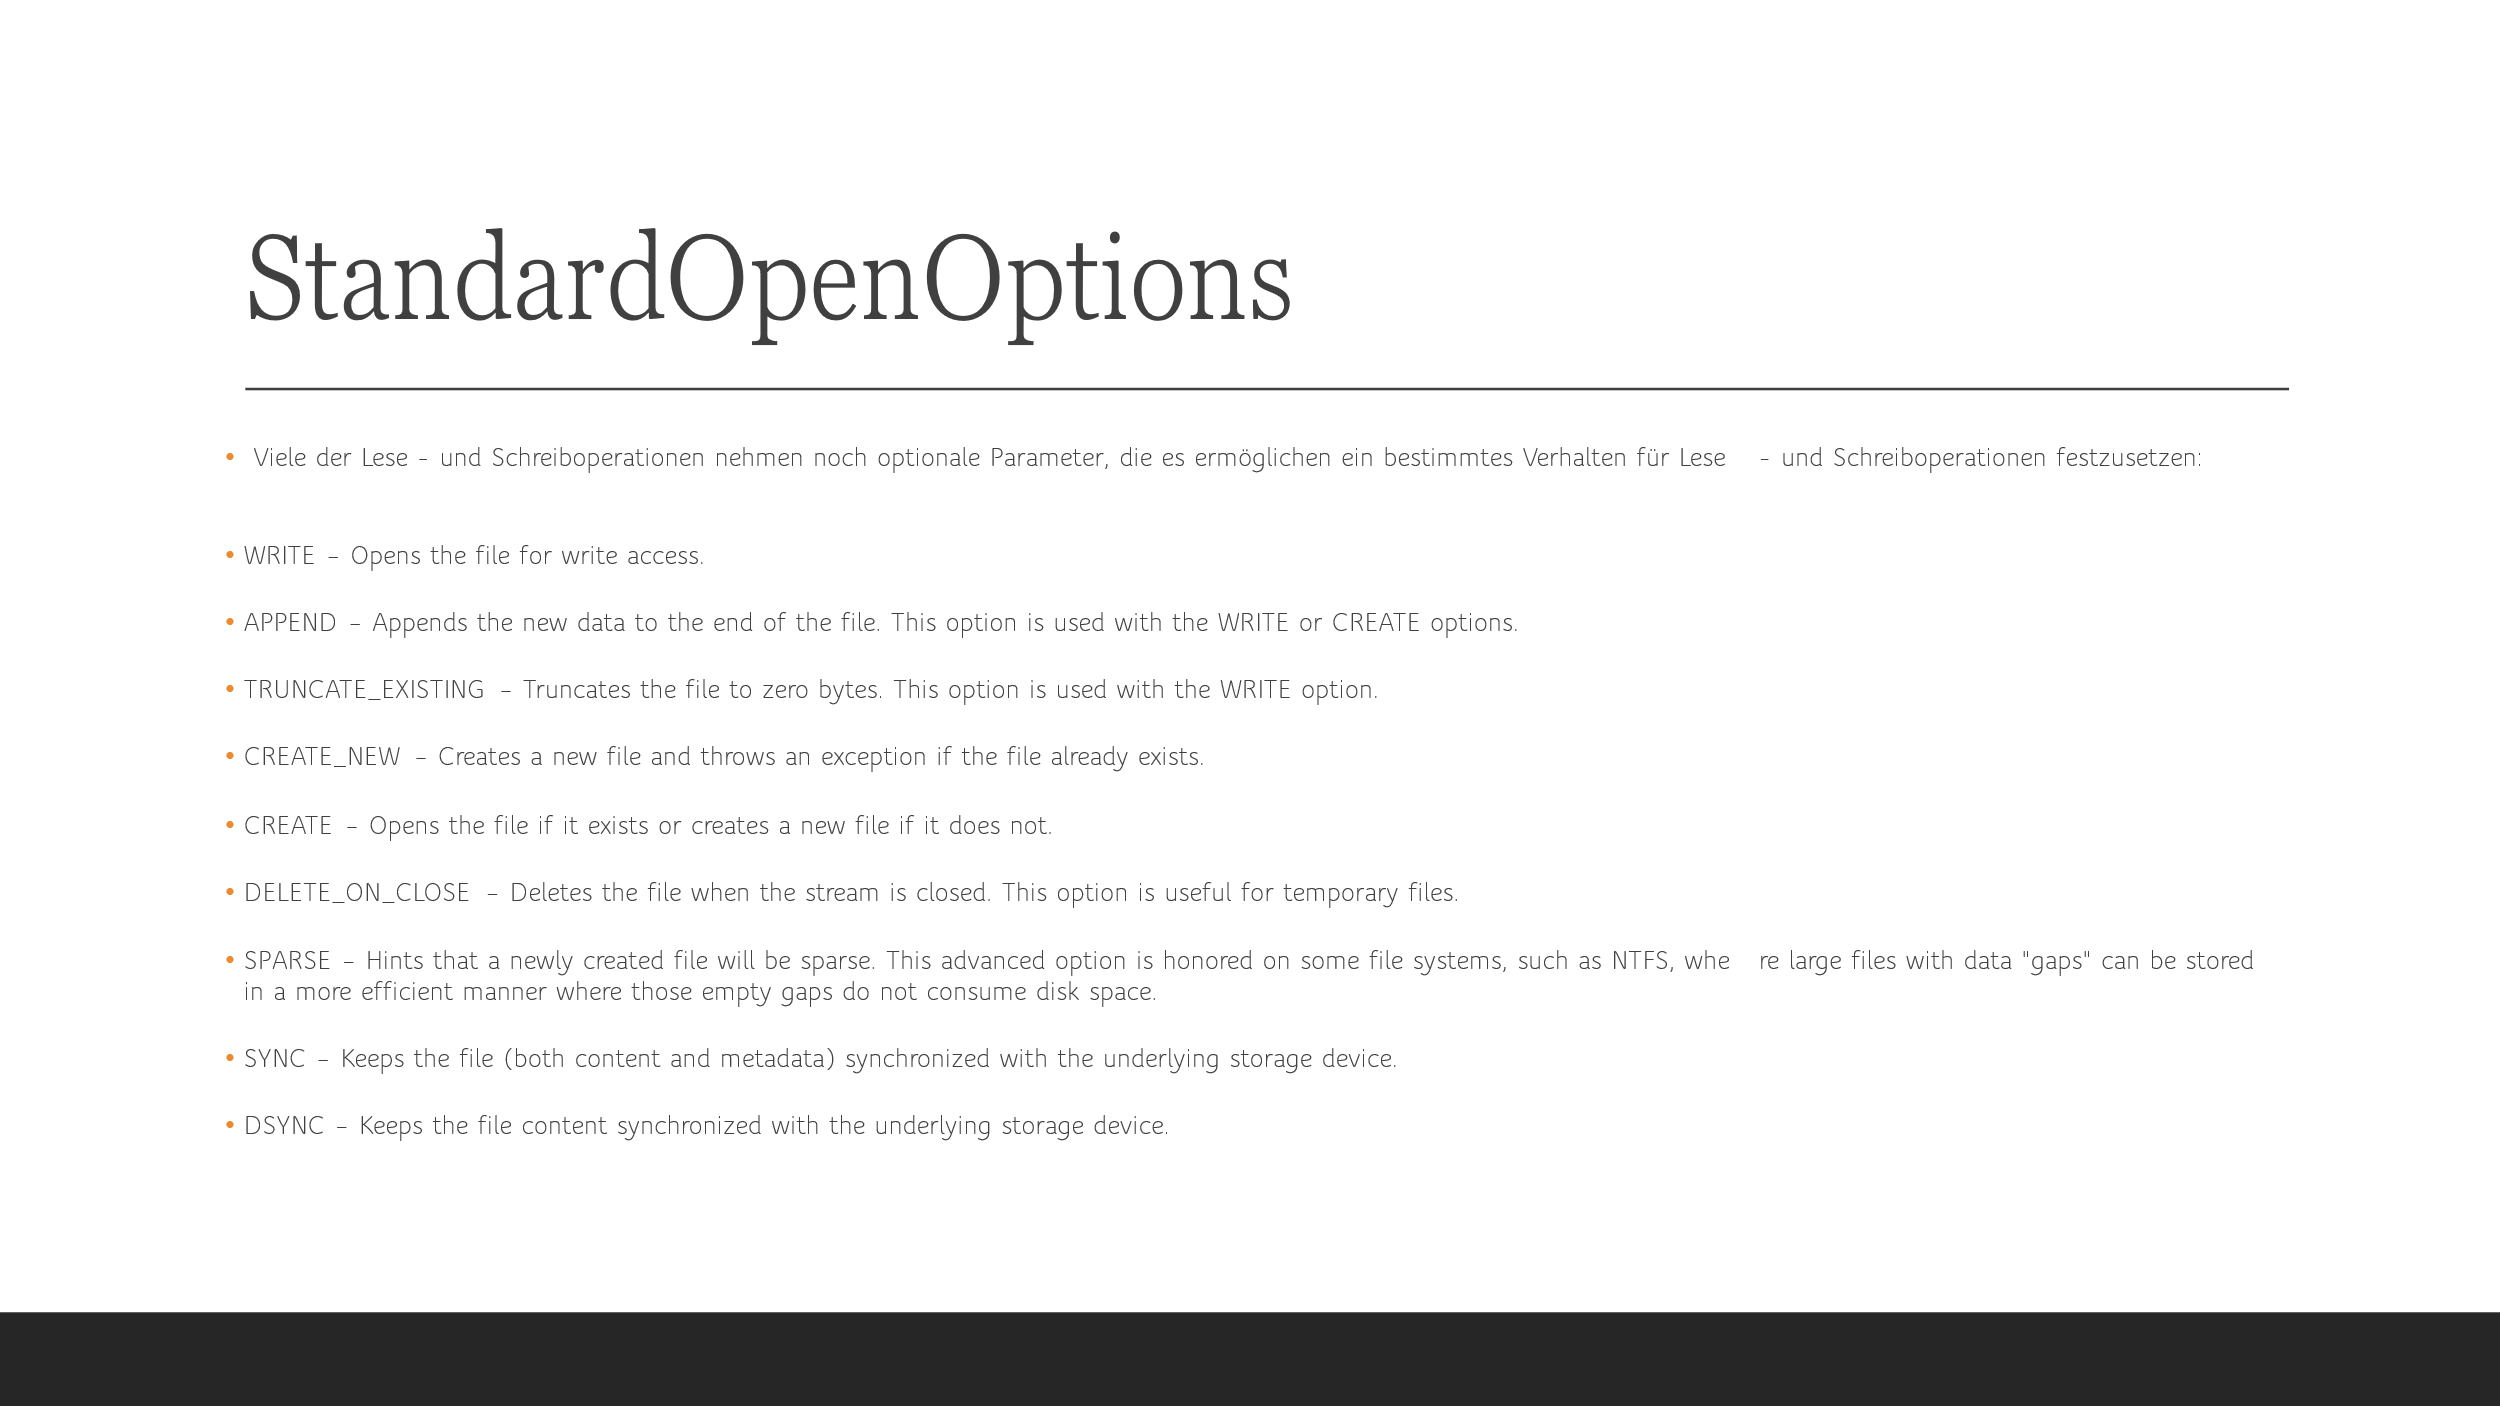 StandardOpenOptions
• Viele der Lese - und Schreiboperationen nehmen noch optionale Parameter, die es ermöglichen ein bestimmtes Verhalten für Lese - und Schreiboperationen festzusetzen:
• WRITE – Opens the file for write access.
• APPEND – Appends the new data to the end of the file. This option is used with the WRITE or CREATE options.
• TRUNCATE_EXISTING – Truncates the file to zero bytes. This option is used with the WRITE option.
• CREATE_NEW – Creates a new file and throws an exception if the file already exists.
• CREATE – Opens the file if it exists or creates a new file if it does not.
• DELETE_ON_CLOSE – Deletes the file when the stream is closed. This option is useful for temporary files.
• SPARSE – Hints that a newly created file will be sparse. This advanced option is honored on some file systems, such as NTFS, whe re large files with data "gaps" can be stored
in a more efficient manner where those empty gaps do not consume disk space.
• SYNC – Keeps the file (both content and metadata) synchronized with the underlying storage device.
• DSYNC – Keeps the file content synchronized with the underlying storage device.